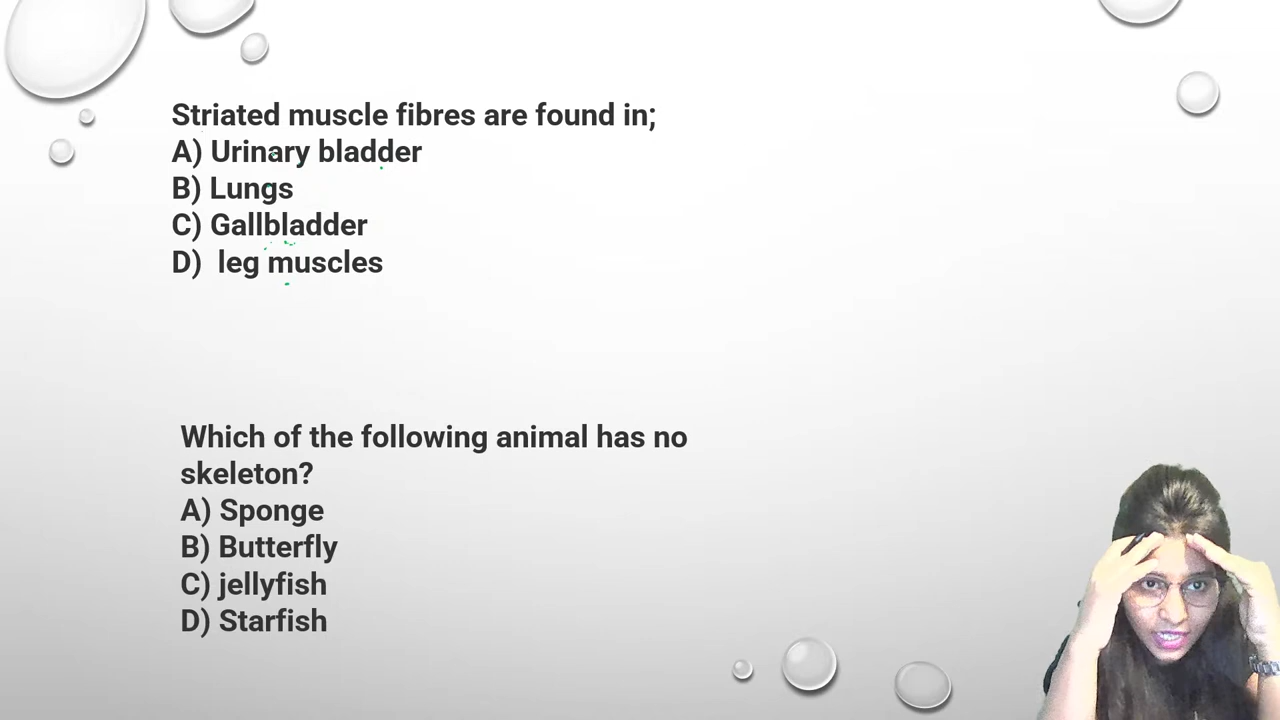 Striated muscle fibres are found in;
A) Urinary bladder
B) Lungs
C) Gallbladder
D) leg muscles
Which of the following animal has no
skeleton?
A) Sponge
B) Butterfly
C) jellyfish
D) Starfish